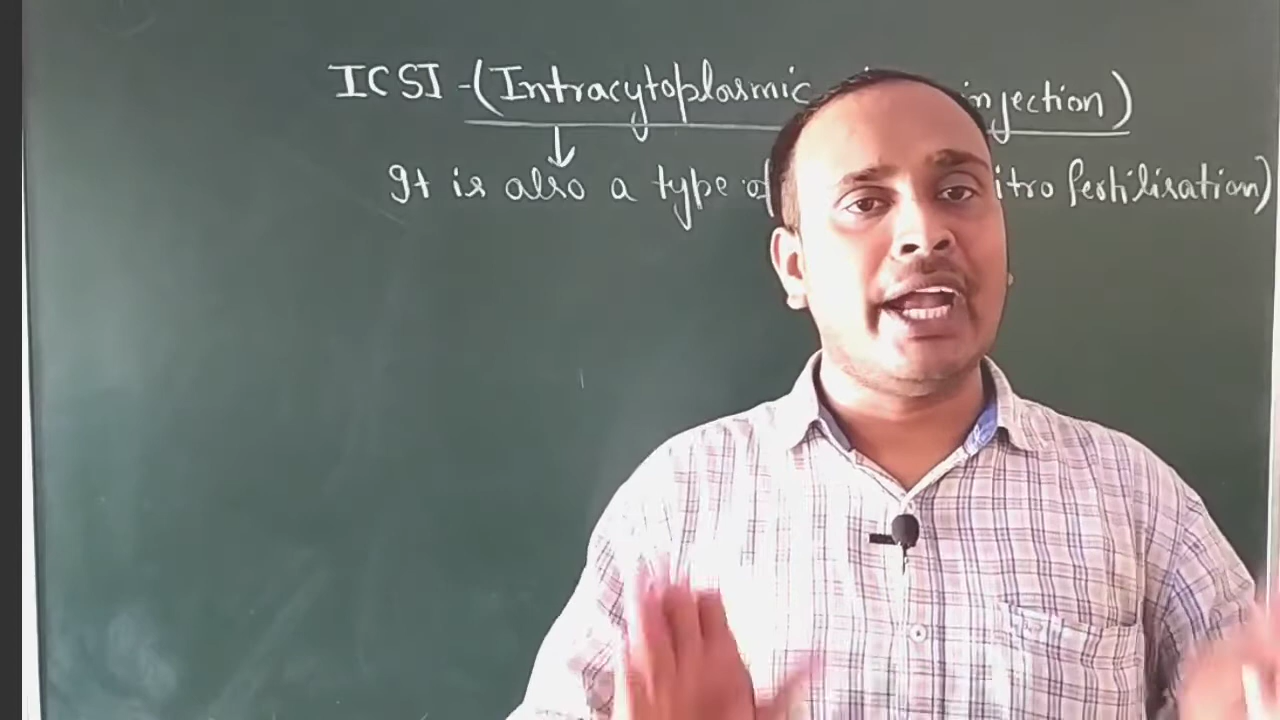 ICSI - (Intracytoplasmic injection)
It is also a type of itro fertilisation)